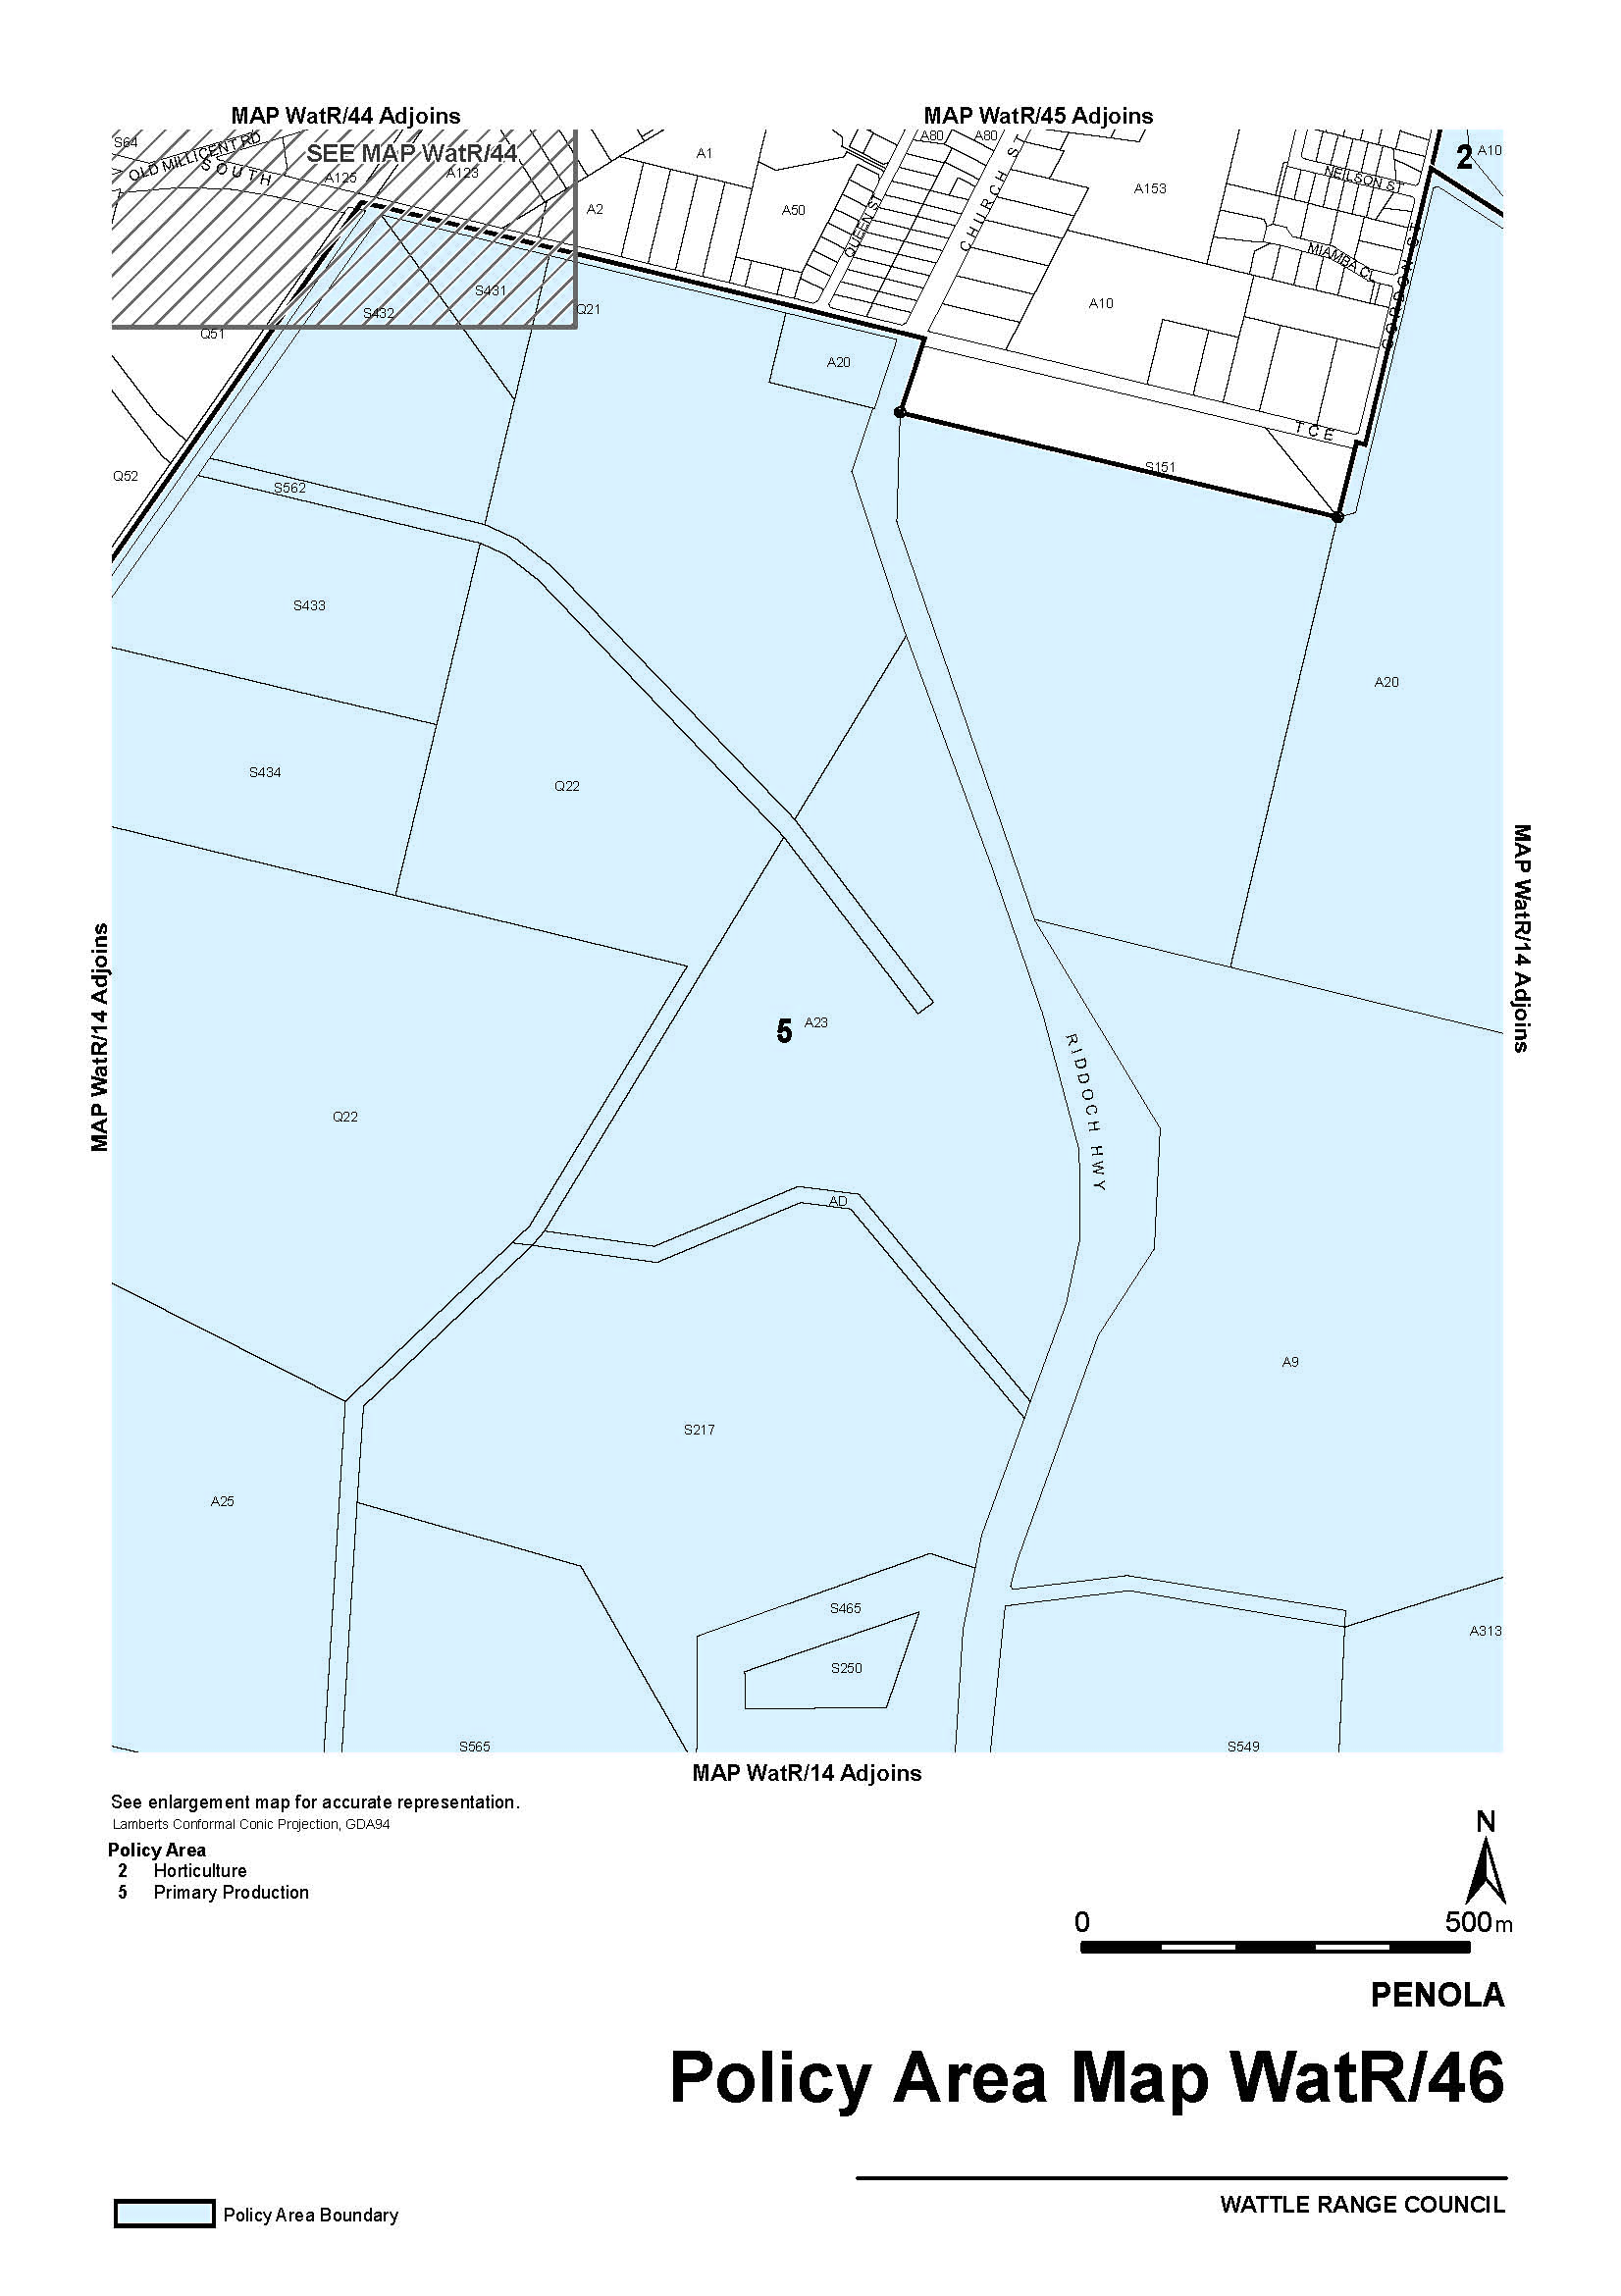 MAP WatR/44 Adjoins
MAP WatR/45 Adjoins
S64
OLD MILLICENT RD
SOUTH
SEE MAP WatR/44
A125
A123
A1
A2
A50
A80
A80
QUEEN ST
CHURCH ST
A153
NEILSON ST
MIAMBA CL
2
A10
A10
S431
S432
Q21
Q51
A20
TCE
S151
Q52
S562
S433
A20
S434
Q22
MAP WatR/14 Adjoins
MAP WatR/14 Adjoins
5
A23
RIDDOCH HWY
Q22
AD
A9
S217
A25
S465
S250
A313
S565
S549
MAP WatR/14 Adjoins
See enlargement map for accurate representation.
Lamberts Conformal Conic Projection, GDA94
Policy Area
2 Horticulture
5 Primary Production
N
0 500m
PENOLA
Policy Area Map WatR/46
WATTLE RANGE COUNCIL
Policy Area Boundary